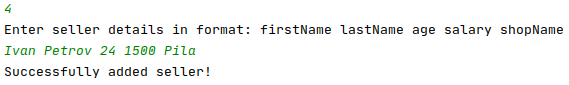 4
Enter seller details in format: firstName lastName age salary shopName
Ivan Petrov 24 1500 Pila
Successfully added seller!